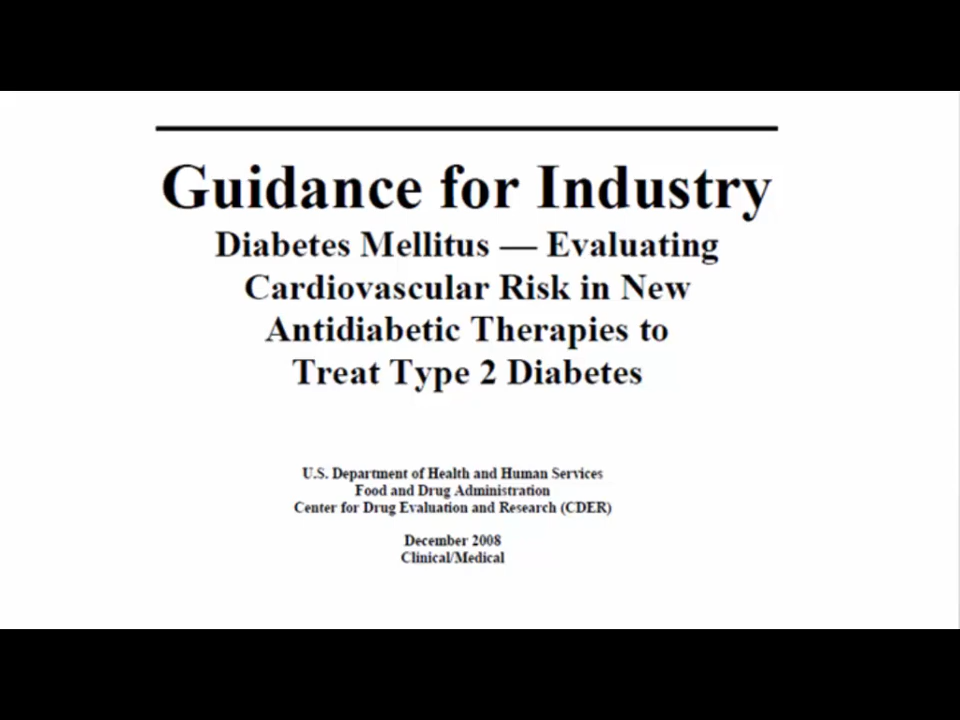 Guidance for Industry
Diabetes Mellitus — Evaluating
Cardiovascular Risk in New
Antidiabetic Therapies to
Treat Type 2 Diabetes
U.S. Department of Health and Human Services
Food and Drug Administration
Center for Drug Evaluation and Research (CDER)
December 2008
Clinical/Medical